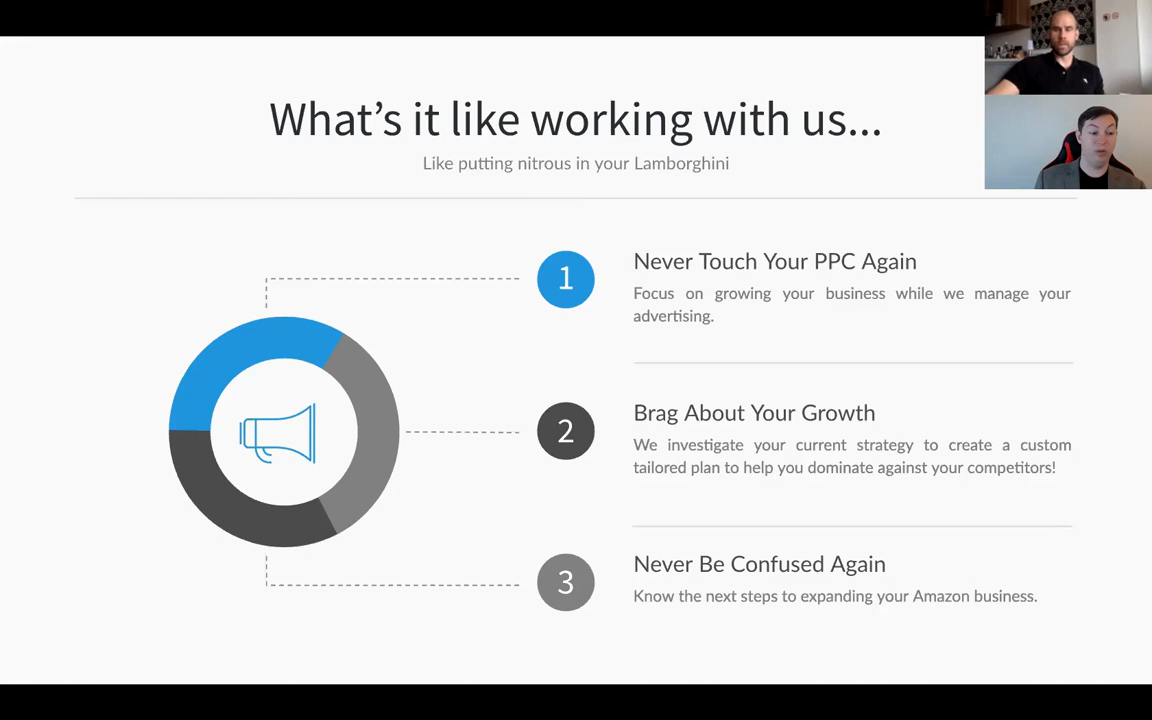 What's it like working with us...
Like putting nitrous in your Lamborghini
1
Never Touch Your PPC Again
Focus on growing your business while we manage your
advertising.
2
Brag About Your Growth
We investigate your current strategy to create a custom
tailored plan to help you dominate against your competitors!
3
Never Be Confused Again
Know the next steps to expanding your Amazon business.